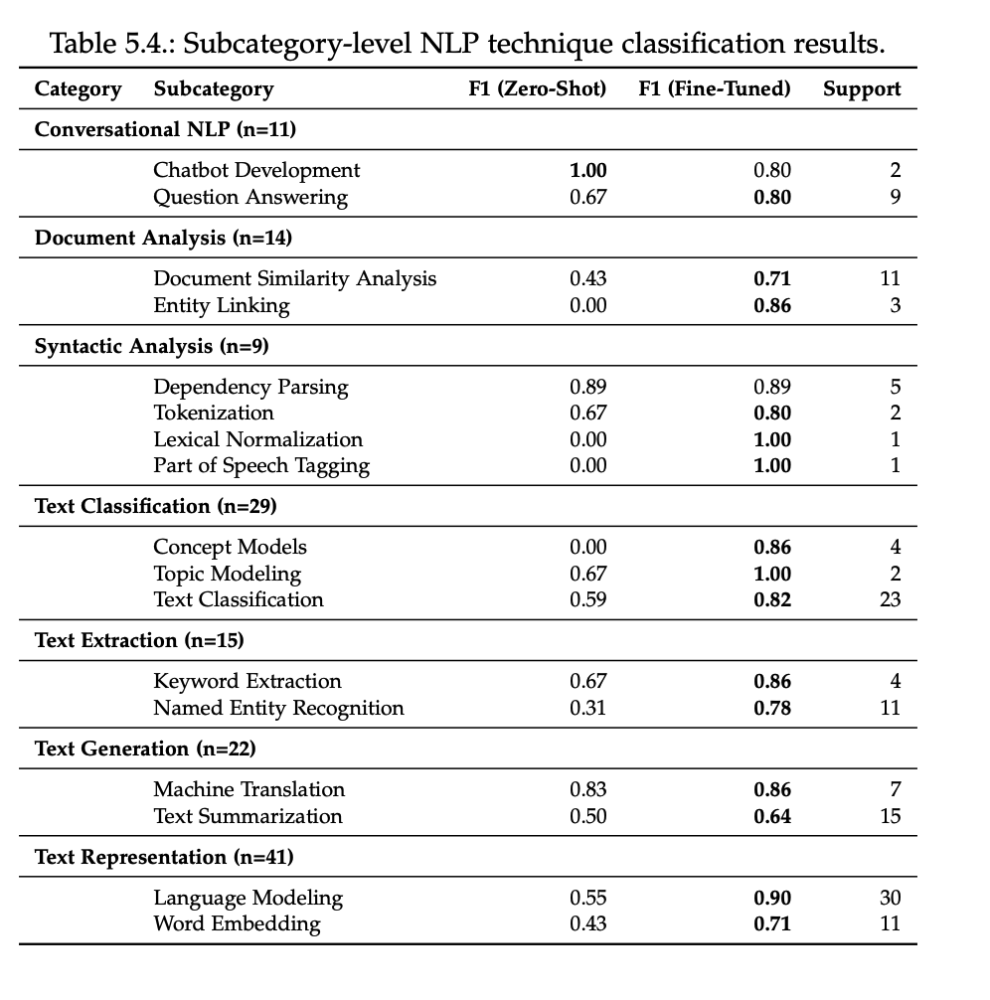 Table 5.4.: Subcategory-level NLP technique classification results.
Category Subcategory F1 (Zero-Shot) F1 (Fine-Tuned) Support
Conversational NLP (n=11)
Chatbot Development 1.00 0.80 2
Question Answering 0.67 0.80 9
Document Analysis (n=14)
Document Similarity Analysis 0.43 0.71 11
Entity Linking 0.00 0.86 3
Syntactic Analysis (n=9)
Dependency Parsing 0.89 0.89 5
Tokenization 0.67 0.80 2
Lexical Normalization 0.00 1.00 1
Part of Speech Tagging 0.00 1.00 1
Text Classification (n=29)
Concept Models 0.00 0.86 4
Topic Modeling 0.67 1.00 2
Text Classification 0.59 0.82 23
Text Extraction (n=15)
Keyword Extraction 0.67 0.86 4
Named Entity Recognition 0.31 0.78 11
Text Generation (n=22)
Machine Translation 0.83 0.86 7
Text Summarization 0.50 0.64 15
Text Representation (n=41)
Language Modeling 0.55 0.90 30
Word Embedding 0.43 0.71 11